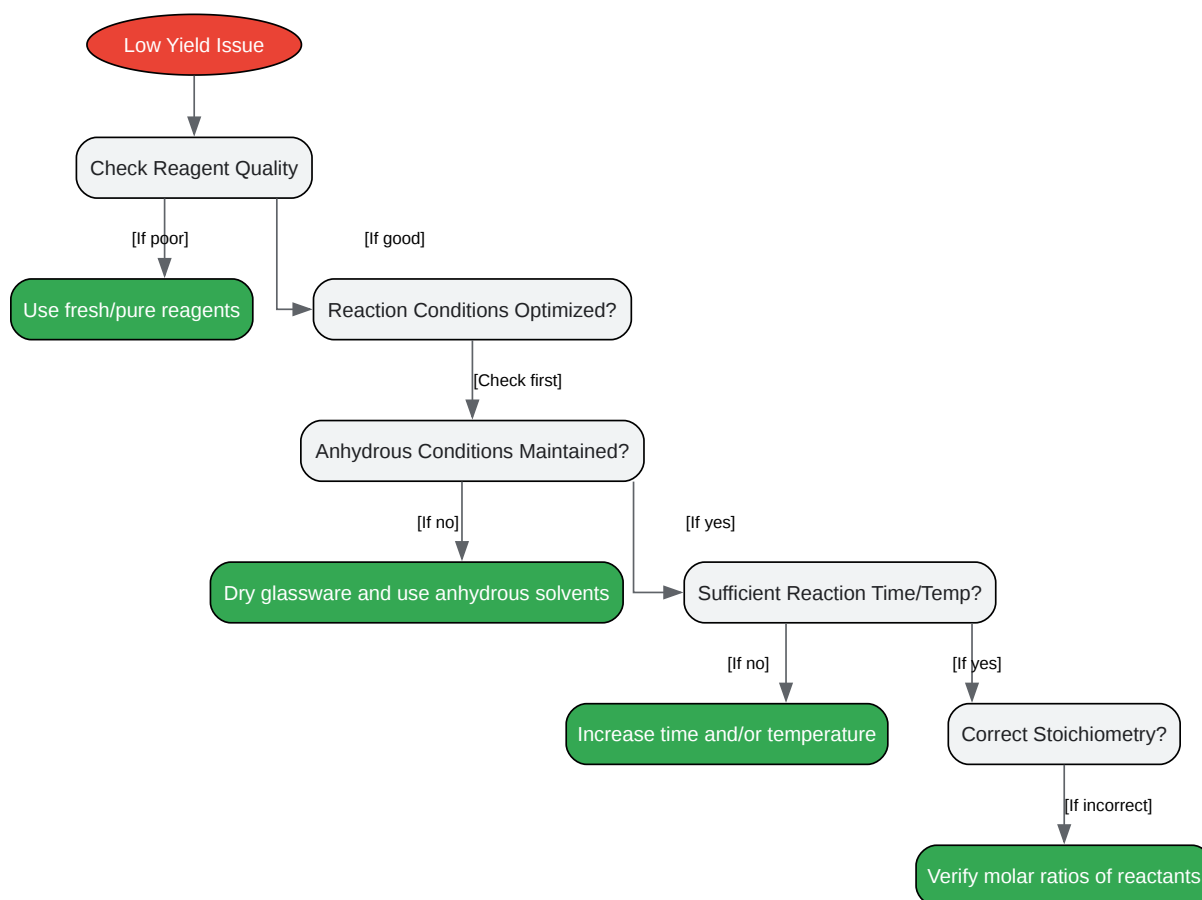 Low Yield Issue
Check Reagent Quality
[If poor]
[If good]
Use fresh/pure reagents
Reaction Conditions Optimized?
[Check first]
Anhydrous Conditions Maintained?
[If no]
[If yes]
Dry glassware and use anhydrous solvents
Sufficient Reaction Time/Temp?
[If no]
[If yes]
Increase time and/or temperature
Correct Stoichiometry?
[If incorrect]
Verify molar ratios of reactants